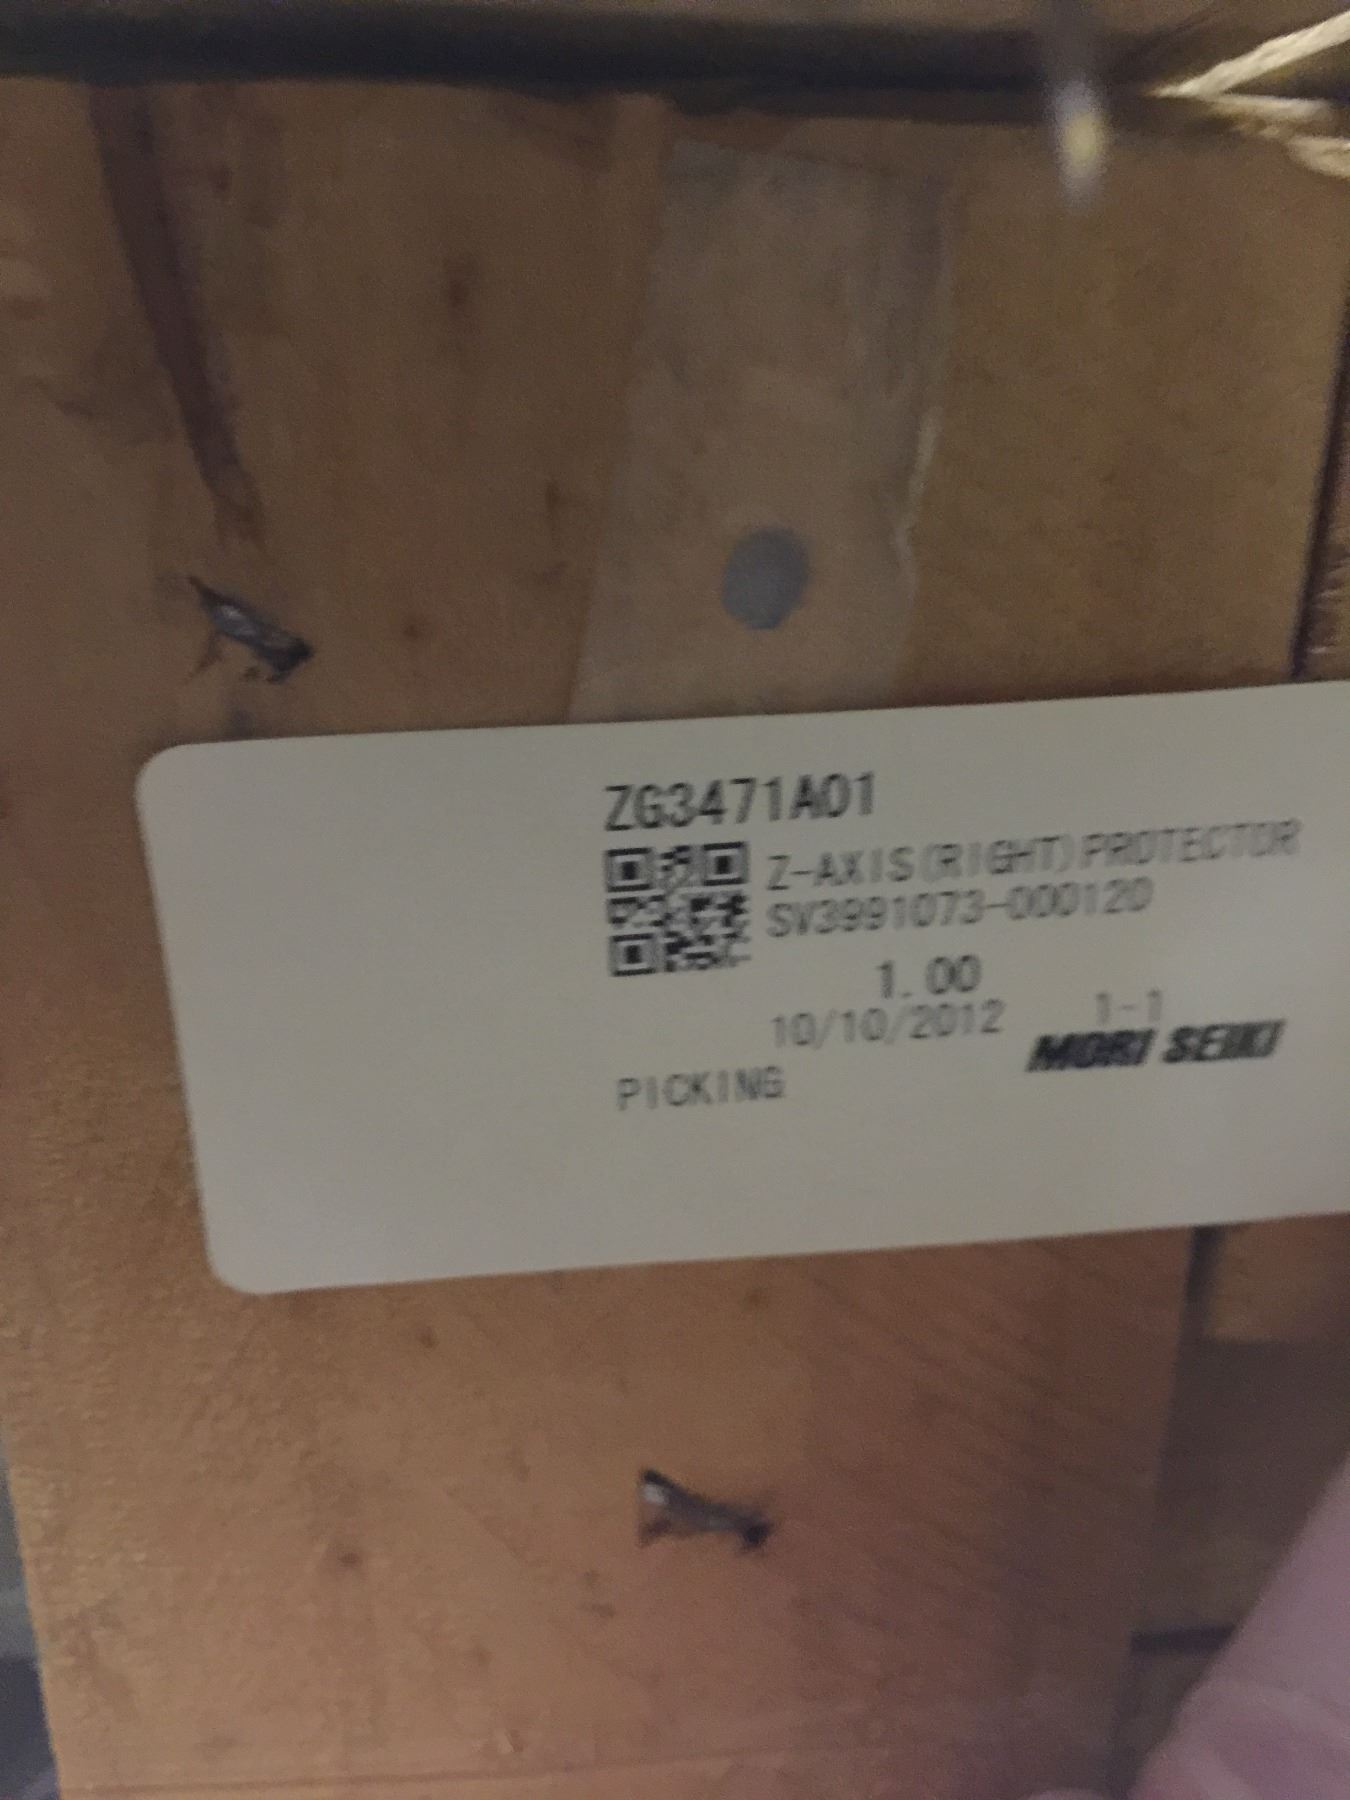 ZG3471A01
Z-AXIS(RIGHT)PROTECTOR
SV3991073-000120
1.00
10/10/2012 1-1
MORI SEIKI
PICKING